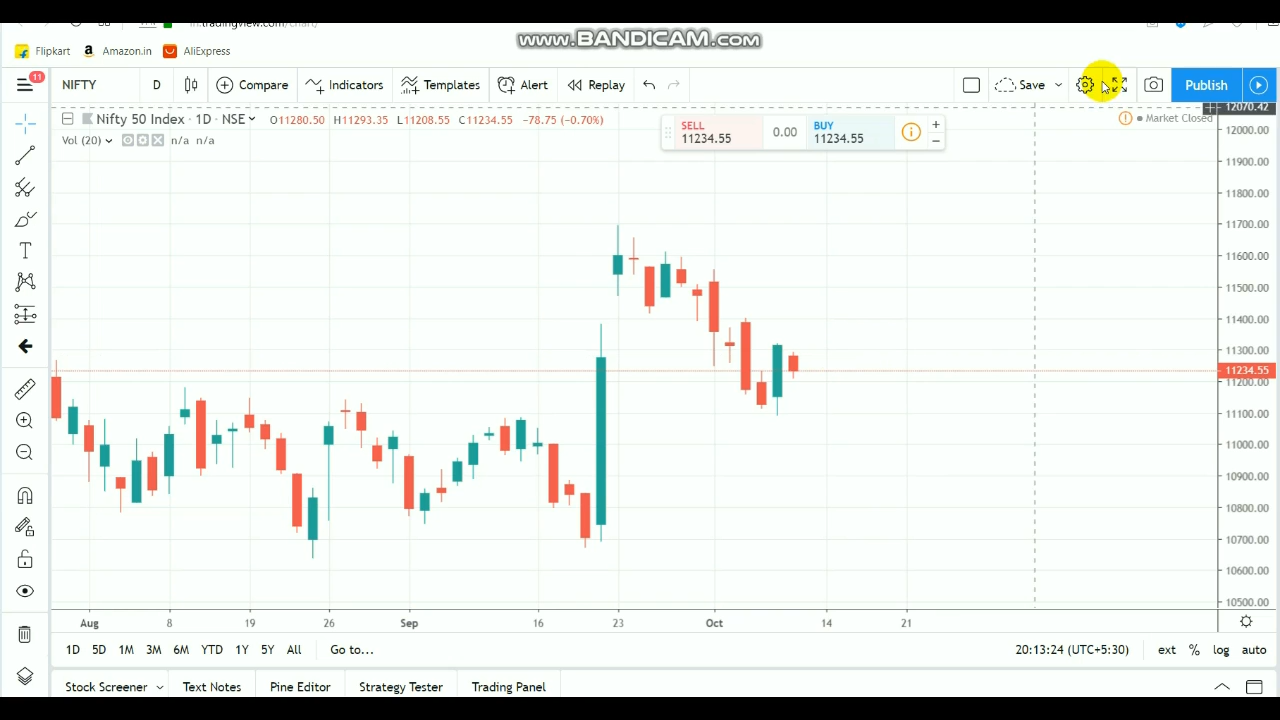 in.tradingview.com/chart/
www.BANDICAM.com
Flipkart Amazon.in AliExpress
11 NIFTY D Compare Indicators Templates Alert Replay Save Publish
12070.42
Nifty 50 Index · 1D · NSE O11280.50 H11293.35 L11208.55 C11234.55 −78.75 (−0.70%)
Market Closed
Vol (20) n/a n/a
SELL 11234.55 0.00 BUY 11234.55
12000.00
11900.00
11800.00
11700.00
11600.00
11500.00
11400.00
11300.00
11234.55
11200.00
11100.00
11000.00
10900.00
10800.00
10700.00
10600.00
10500.00
Aug 8 19 26 Sep 16 23 Oct 14 21
1D 5D 1M 3M 6M YTD 1Y 5Y All Go to... 20:13:24 (UTC+5:30) ext % log auto
Stock Screener Text Notes Pine Editor Strategy Tester Trading Panel